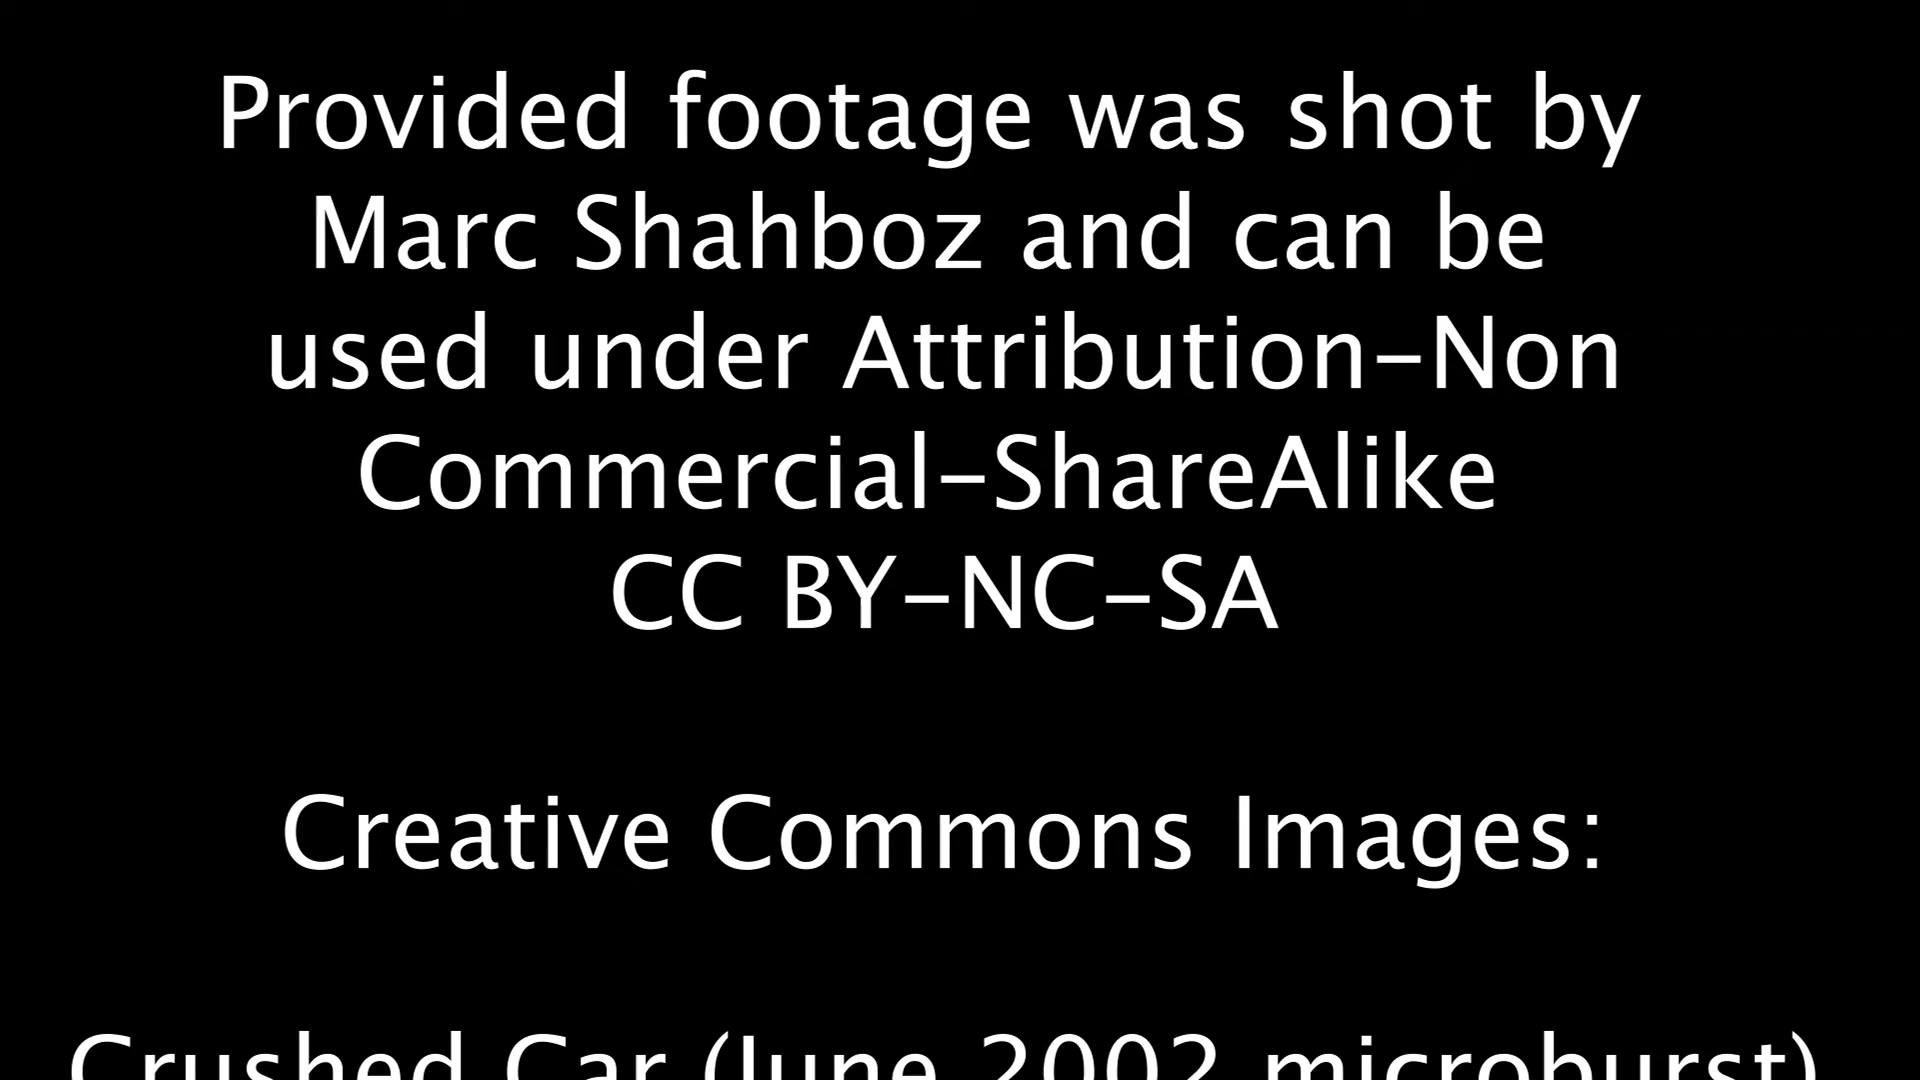 Provided footage was shot by
Marc Shahboz and can be
used under Attribution-Non
Commercial-ShareAlike
CC BY-NC-SA
Creative Commons Images:
Crushed Car (June 2002 microburst)